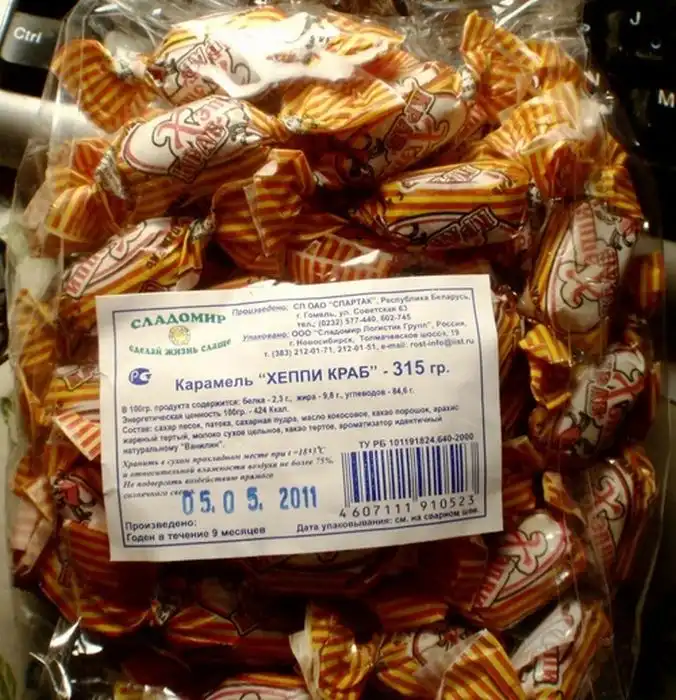 Ctrl
J
M
СЛАДОМИР
СДЕЛАЙ ЖИЗНЬ СЛАЩЕ
Произведено: СП ОАО "СПАРТАК", Республика Беларусь,
г. Гомель, ул. Советская 63
тел.: (0232) 577-440, 602-745
Упаковано: ООО "Сладомир Логистик Групп", Россия,
г. Новосибирск, Толмачевское шоссе, 19
т. (383) 212-01-71, 212-01-51, e-mail: rost-info@list.ru
Карамель "ХЕППИ КРАБ" - 315 гр.
В 100гр. продукта содержится: белка - 2,3 г., жира - 9,8 г., углеводов - 84,6 г.
Энергетическая ценность 100гр. - 424 Ккал.
Состав: сахар песок, патока, сахарная пудра, масло кокосовое, какао порошок, арахис
жареный тертый, молоко сухое цельное, какао тертое, ароматизатор идентичный
натуральному "Ванилин".
Хранить в сухом прохладном месте при t =18±3°C
и относительной влажности воздуха не более 75%.
Не подвергать воздействию прямого
солнечного
ТУ РБ 101191824.640-2000
05.05.2011
4 607111 910523
Произведено:
Годен в течение 9 месяцев
Дата упаковывания: см. на сварном шве.